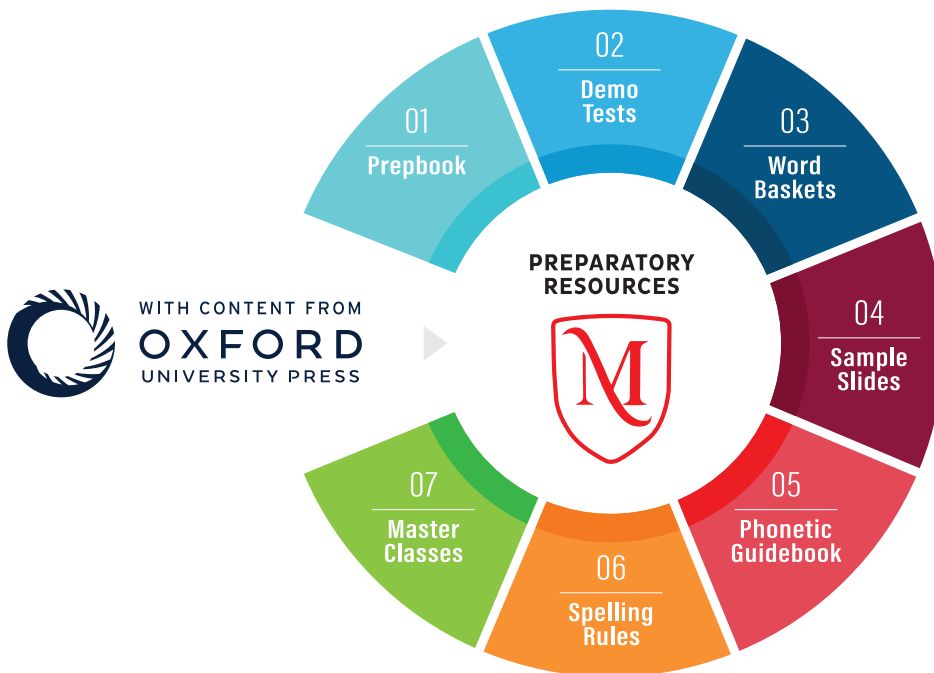 WITH CONTENT FROM
OXFORD
UNIVERSITY PRESS
PREPARATORY
RESOURCES
M
01
Prepbook
02
Demo
Tests
03
Word
Baskets
04
Sample
Slides
05
Phonetic
Guidebook
06
Spelling
Rules
07
Master
Classes